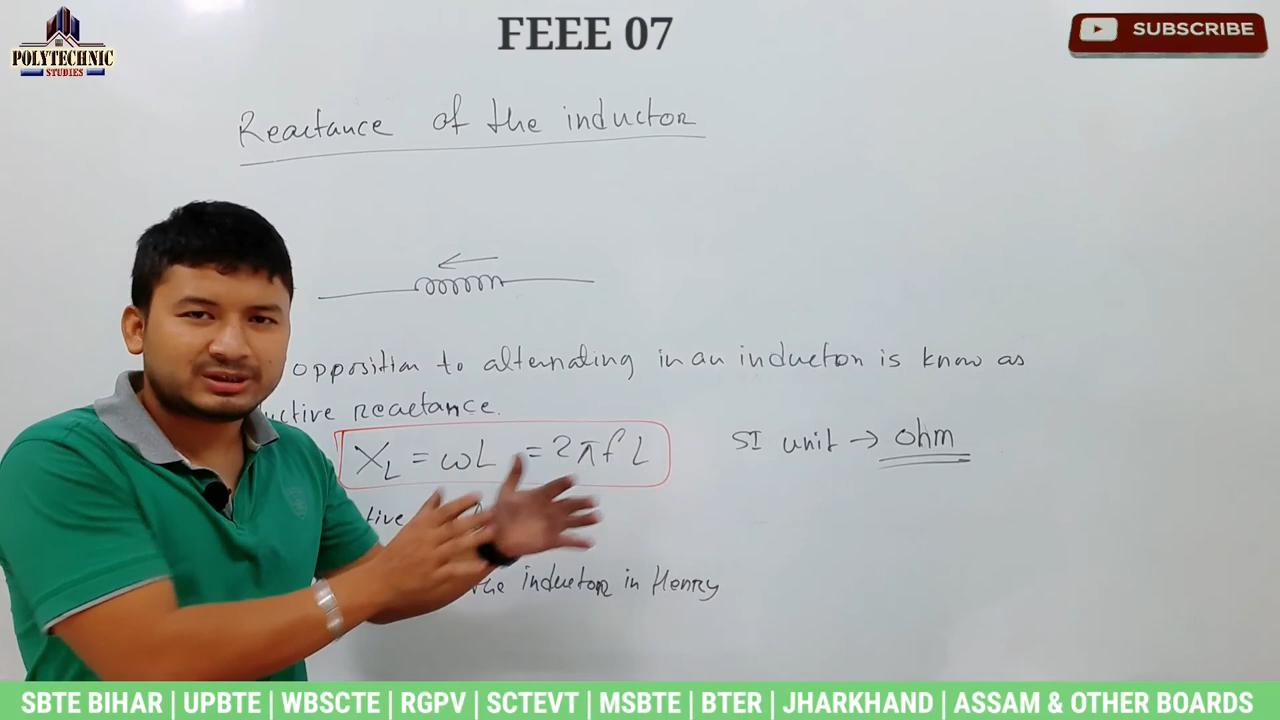 FEEE 07
POLYTECHNIC
STUDIES
SUBSCRIBE
Reactance of the inductor
opposition to alternating in an inductor is know as
uctive reactance.
X_L = ωL = 2πfL
SI unit → ohm
tive
the inductor in Henry
SBTE BIHAR | UPBTE | WBSCTE | RGPV | SCTEVT | MSBTE | BTER | JHARKHAND | ASSAM & OTHER BOARDS